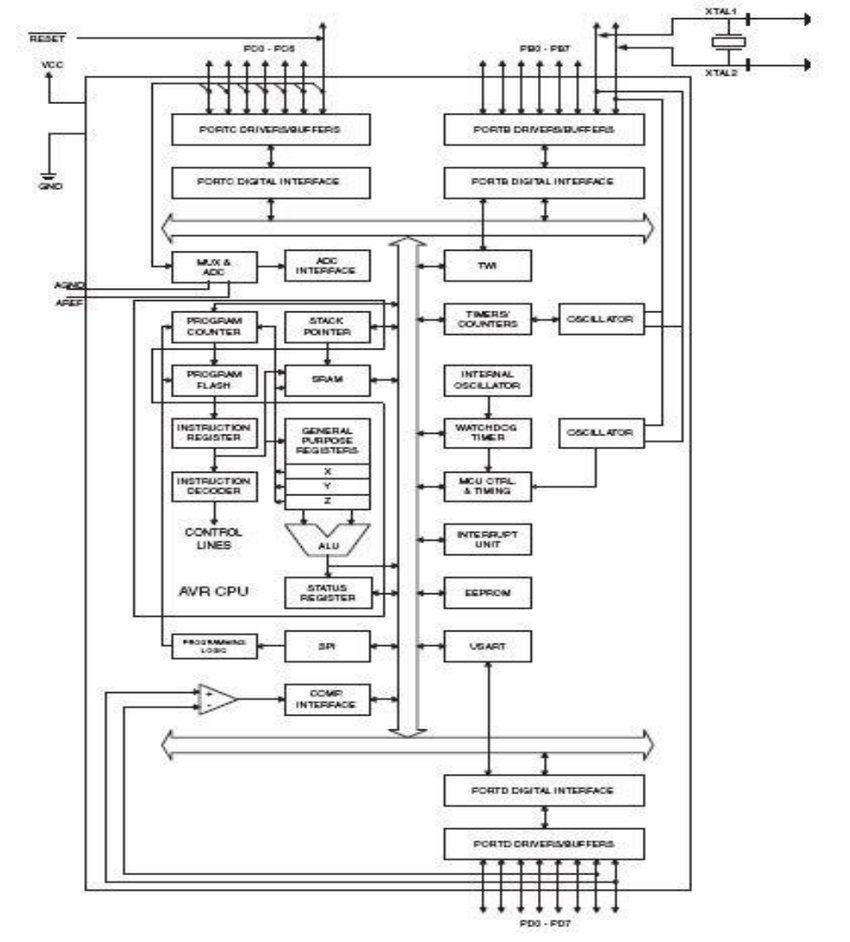 XTAL1
RESET
PC0 - PC6
PB0 - PB7
VCC
XTAL2
PORTC DRIVERS/BUFFERS
PORTB DRIVERS/BUFFERS
PORTC DIGITAL INTERFACE
PORTB DIGITAL INTERFACE
GND
MUX &
ADC
ADC
INTERFACE
TWI
AGND
AREF
PROGRAM
COUNTER
STACK
POINTER
TIMERS/
COUNTERS
OSCILLATOR
PROGRAM
FLASH
SRAM
INTERNAL
OSCILLATOR
INSTRUCTION
REGISTER
GENERAL
PURPOSE
REGISTERS
WATCHDOG
TIMER
OSCILLATOR
X
Y
Z
INSTRUCTION
DECODER
MCU CTRL.
& TIMING
CONTROL
LINES
ALU
INTERRUPT
UNIT
AVR CPU
STATUS
REGISTER
EEPROM
PROGRAMMING
LOGIC
SPI
USART
+
-
COMP.
INTERFACE
PORTD DIGITAL INTERFACE
PORTD DRIVERS/BUFFERS
PD0 - PD7